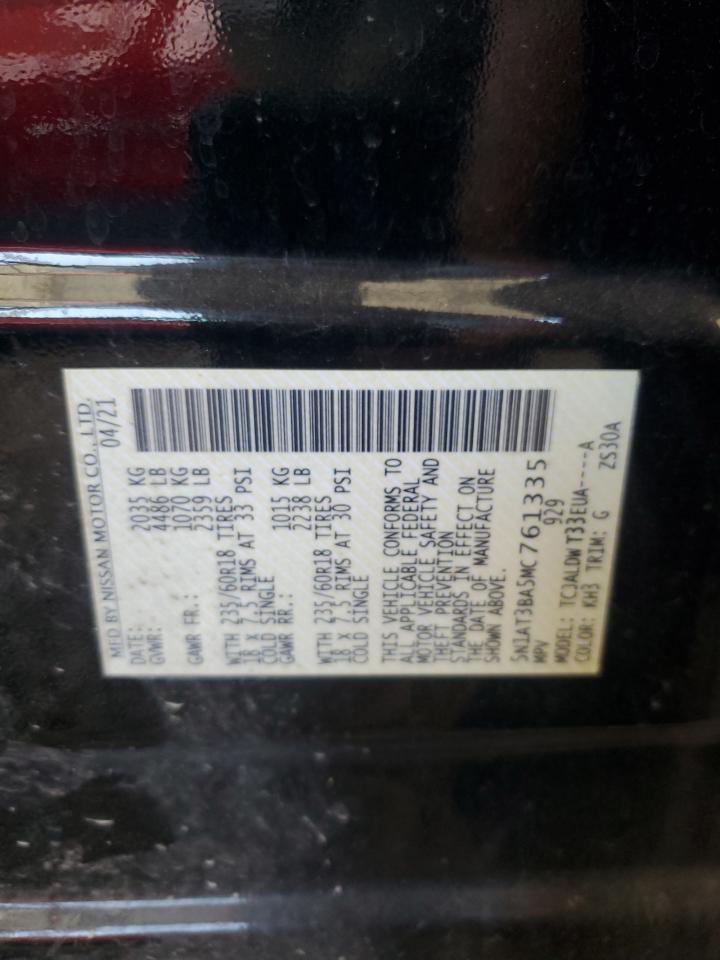 MFD BY NISSAN MOTOR CO., LTD.
DATE: 04/21
GVWR: 2035 KG
4486 LB
GAWR FR.: 1070 KG
2359 LB
WITH 235/60R18 TIRES
18 X 7.5 RIMS AT 33 PSI
COLD SINGLE
GAWR RR.: 1015 KG
2238 LB
WITH 235/60R18 TIRES
18 X 7.5 RIMS AT 30 PSI
COLD SINGLE
THIS VEHICLE CONFORMS TO
ALL APPLICABLE FEDERAL
MOTOR VEHICLE SAFETY AND
THEFT PREVENTION
STANDARDS IN EFFECT ON
THE DATE OF MANUFACTURE
SHOWN ABOVE.
5N1AT3BA5MC761335
MPV 929
MODEL: TCJALDW T33EUA----A
COLOR: KH3 TRIM: G ZS30A